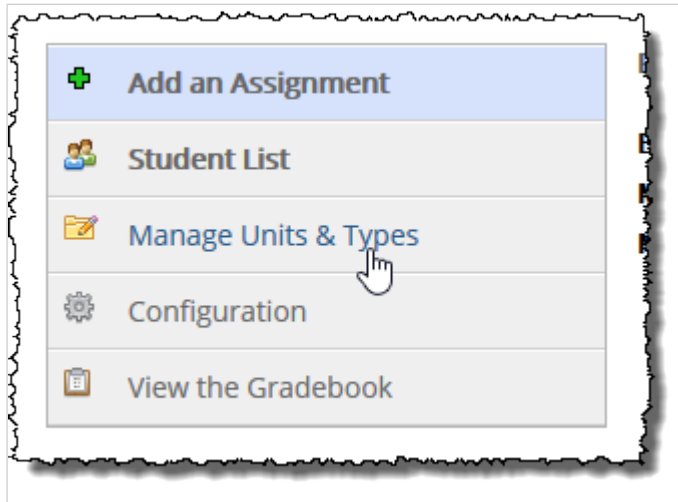 Add an Assignment
Student List
Manage Units & Types
Configuration
View the Gradebook